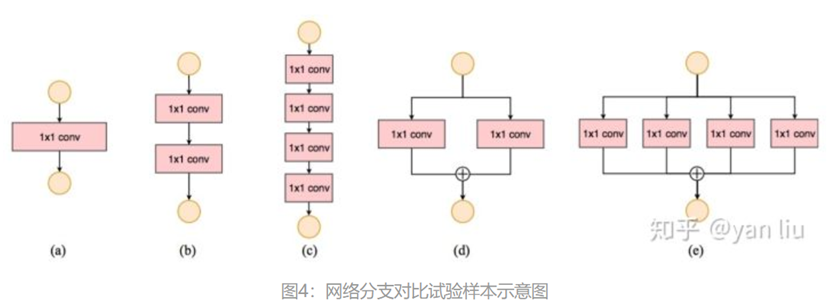 1x1 conv
1x1 conv
1x1 conv
1x1 conv
1x1 conv
1x1 conv
1x1 conv
1x1 conv
1x1 conv
1x1 conv
1x1 conv
1x1 conv
1x1 conv
(a)
(b)
(c)
(d)
(e)
知乎 @yan liu
图4：网络分支对比试验样本示意图